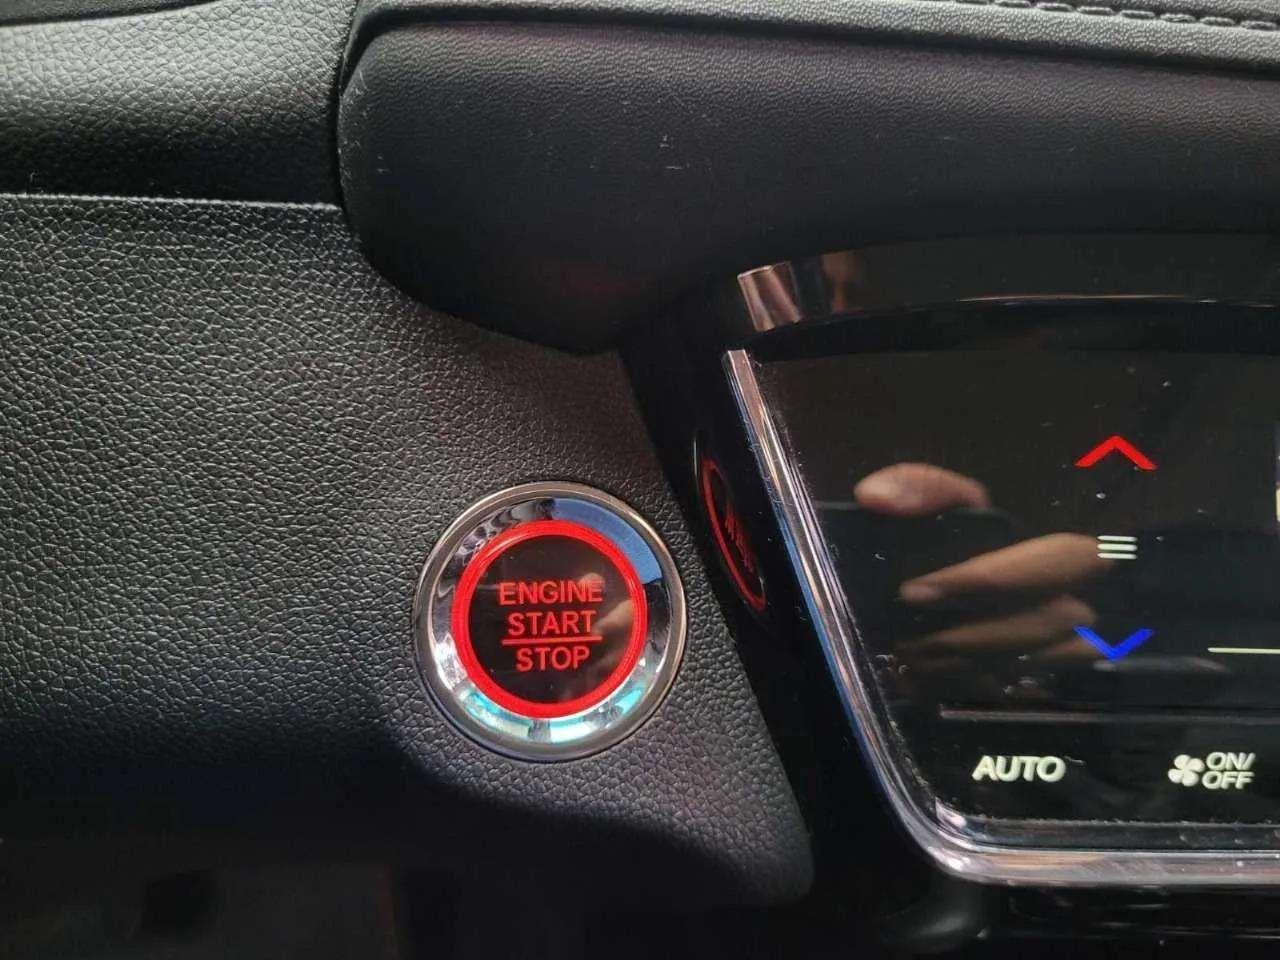 ENGINE
START
STOP
AUTO
ON/
OFF